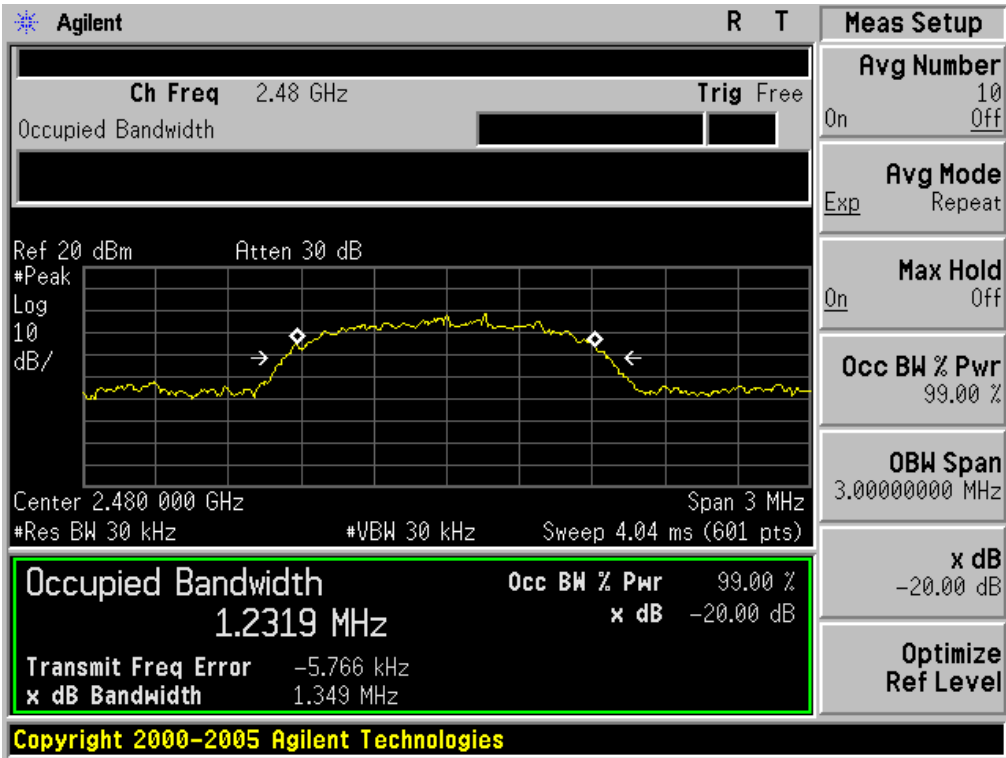 Agilent R T
Ch Freq 2.48 GHz Trig Free
Occupied Bandwidth
Ref 20 dBm Atten 30 dB
#Peak
Log
10
dB/
Center 2.480 000 GHz Span 3 MHz
#Res BW 30 kHz #VBW 30 kHz Sweep 4.04 ms (601 pts)
Occupied Bandwidth Occ BW % Pwr 99.00 %
1.2319 MHz x dB -20.00 dB
Transmit Freq Error -5.766 kHz
x dB Bandwidth 1.349 MHz
Copyright 2000-2005 Agilent Technologies
Meas Setup
Avg Number
10
On Off
Avg Mode
Exp Repeat
Max Hold
On Off
Occ BW % Pwr
99.00 %
OBW Span
3.00000000 MHz
x dB
-20.00 dB
Optimize
Ref Level